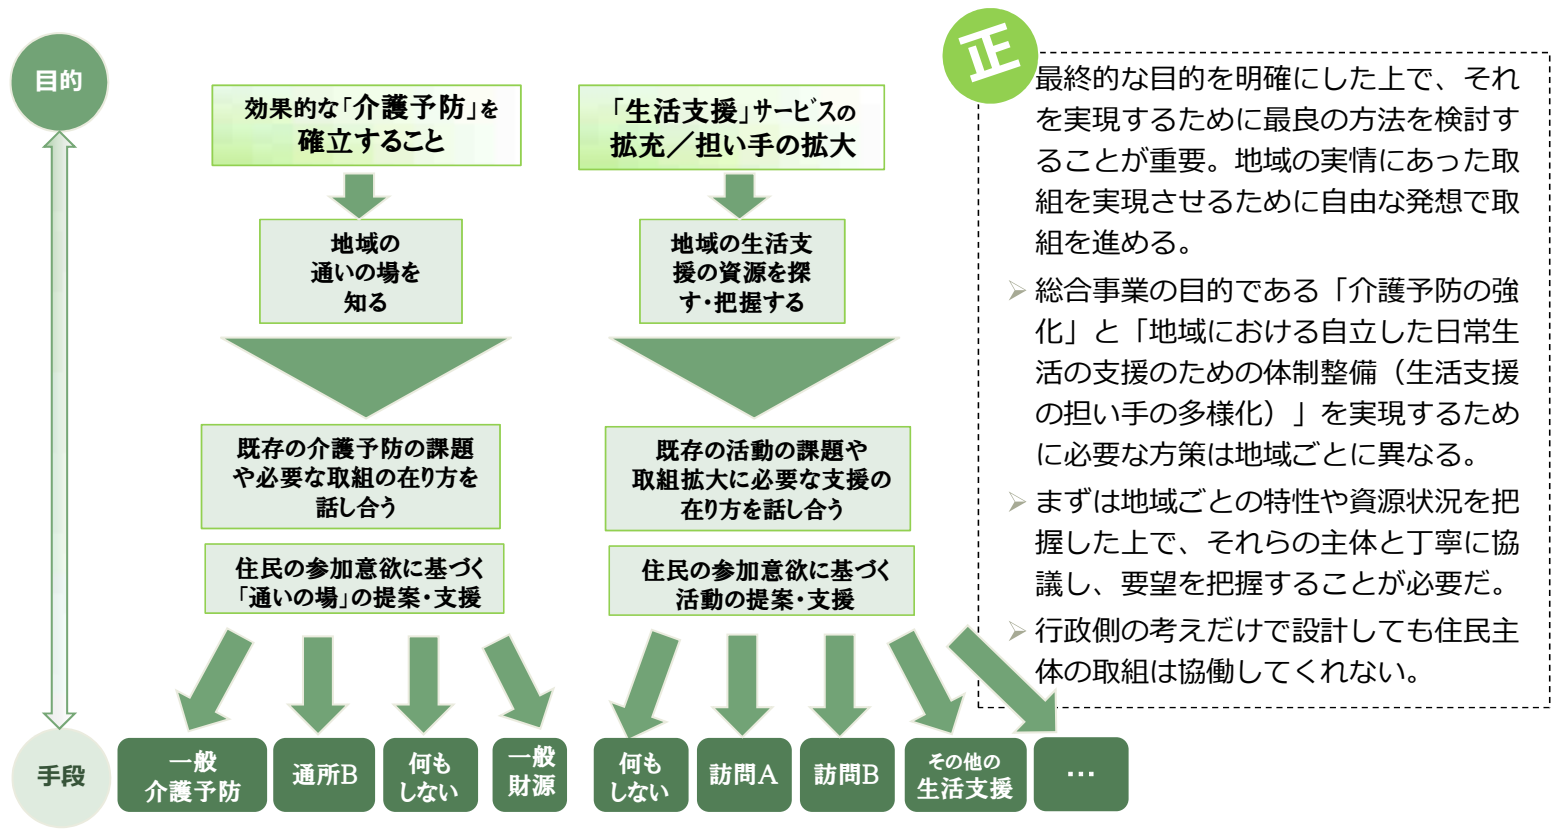 目的
効果的な「介護予防」を
確立すること
地域の
通いの場を
知る
既存の介護予防の課題
や必要な取組の在り方を
話し合う
住民の参加意欲に基づく
「通いの場」の提案・支援
「生活支援」サービスの
拡充／担い手の拡大
地域の生活支
援の資源を探
す・把握する
既存の活動の課題や
取組拡大に必要な支援の
在り方を話し合う
住民の参加意欲に基づく
活動の提案・支援
手段
一般
介護予防
通所B
何も
しない
一般
財源
何も
しない
訪問A
訪問B
その他の
生活支援
…
正
最終的な目的を明確にした上で、それ
を実現するために最良の方法を検討す
ることが重要。地域の実情にあった取
組を実現させるために自由な発想で取
組を進める。
総合事業の目的である「介護予防の強
化」と「地域における自立した日常生
活の支援のための体制整備（生活支援
の担い手の多様化）」を実現するため
に必要な方策は地域ごとに異なる。
まずは地域ごとの特性や資源状況を把
握した上で、それらの主体と丁寧に協
議し、要望を把握することが必要だ。
行政側の考えだけで設計しても住民主
体の取組は協働してくれない。